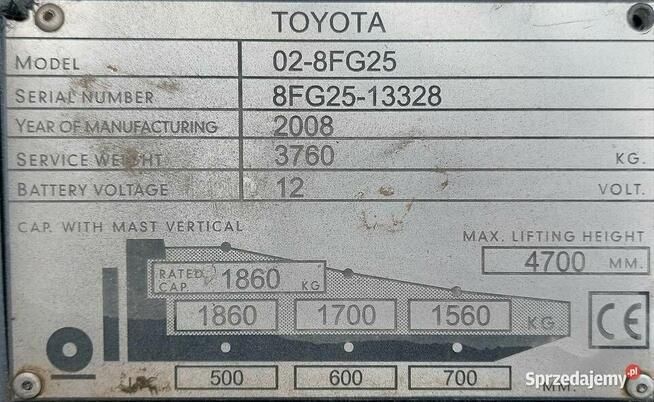 TOYOTA
MODEL 02-8FG25
SERIAL NUMBER 8FG25-13328
YEAR OF MANUFACTURING 2008
SERVICE WEIGHT 3760 KG.
BATTERY VOLTAGE 12 VOLT.
CAP. WITH MAST VERTICAL
MAX. LIFTING HEIGHT
4700 MM.
RATED CAP. 1860 KG
1860 1700 1560 KG
CE
500 600 700 MM.
Sprzedajemy.pl